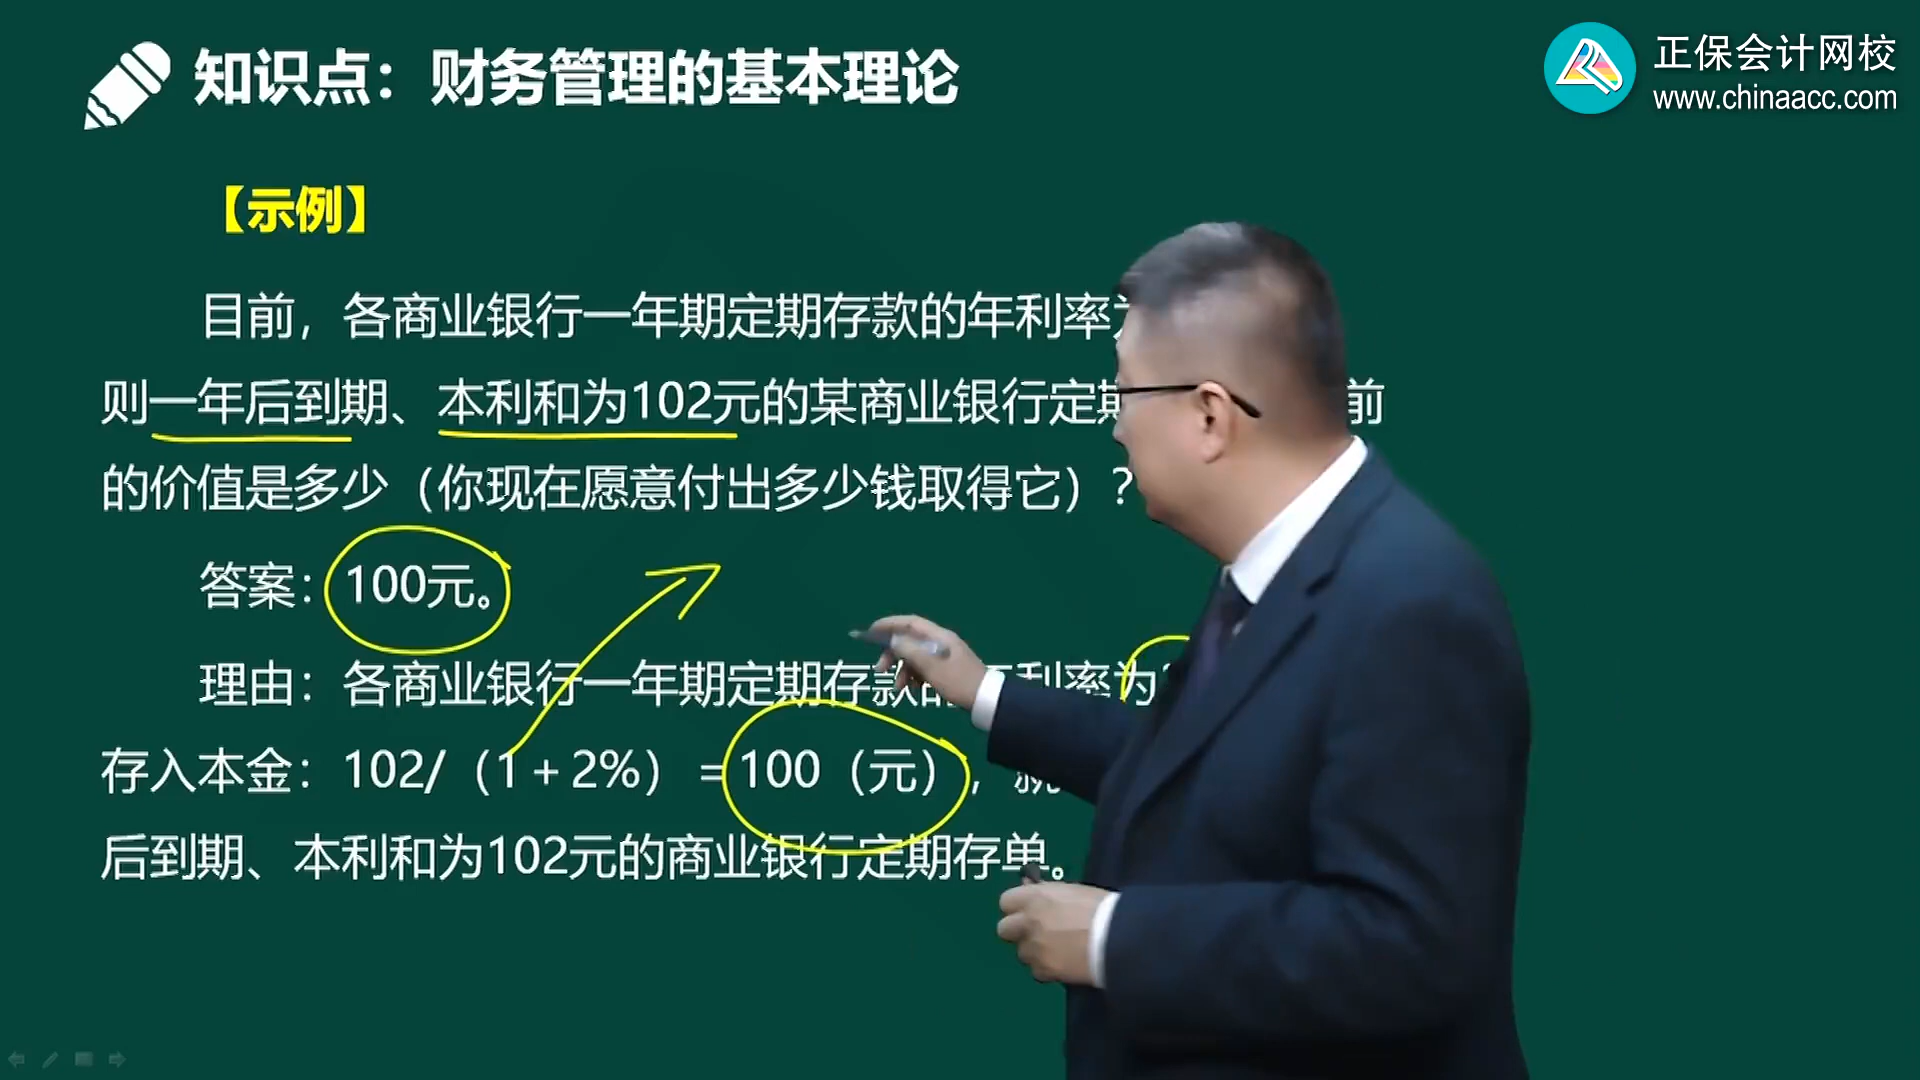 知识点：财务管理的基本理论
正保会计网校
www.chinaacc.com
【示例】
目前，各商业银行一年期定期存款的年利率
则一年后到期、本利和为102元的某商业银行定期 前
的价值是多少（你现在愿意付出多少钱取得它）？
答案：100元。
理由：各商业银行一年期定期存款的年利率为
存入本金：102/（1＋2%）＝100（元），就
后到期、本利和为102元的商业银行定期存单。